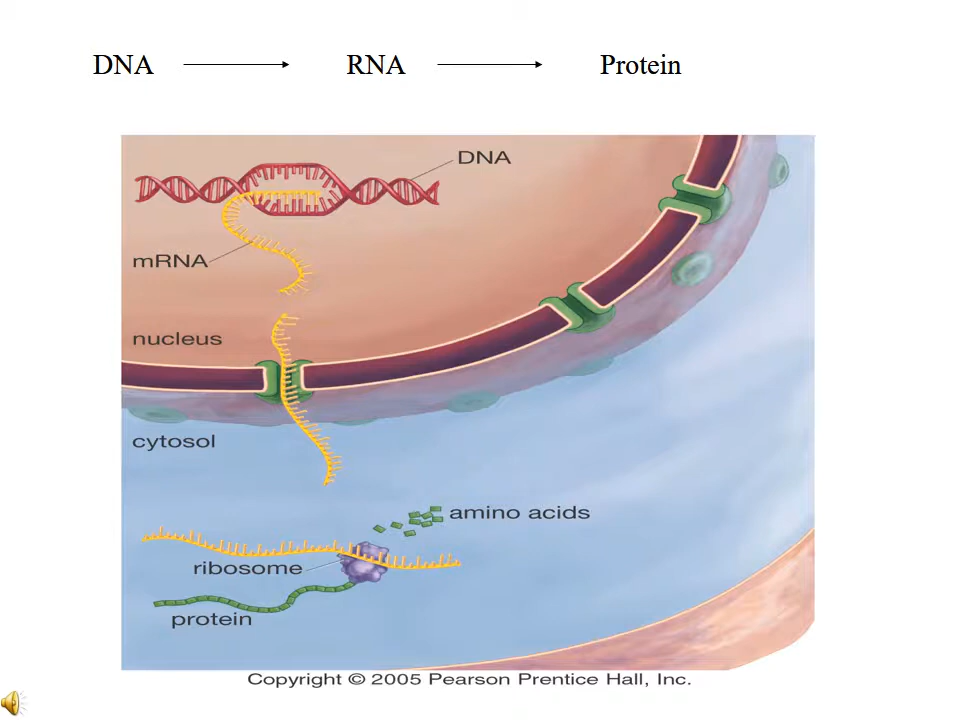 DNA RNA Protein
DNA
mRNA
nucleus
cytosol
amino acids
ribosome
protein
Copyright © 2005 Pearson Prentice Hall, Inc.